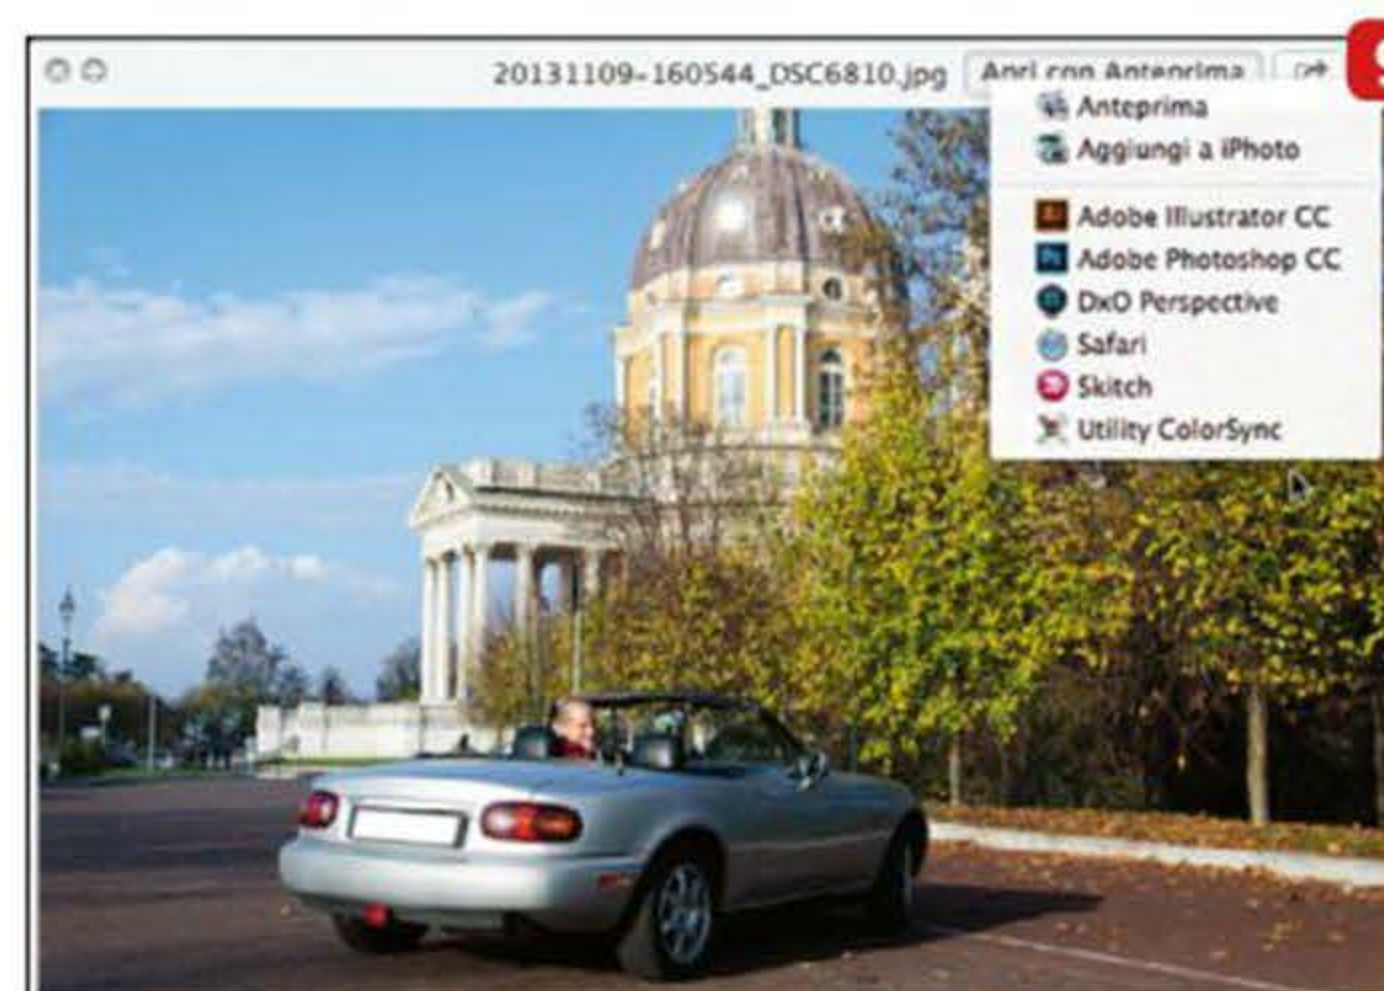 20131109-160544_DSC6810.jpg
Apri con Anteprima
Anteprima
Aggiungi a iPhoto
Adobe Illustrator CC
Adobe Photoshop CC
DxO Perspective
Safari
Skitch
Utility ColorSync